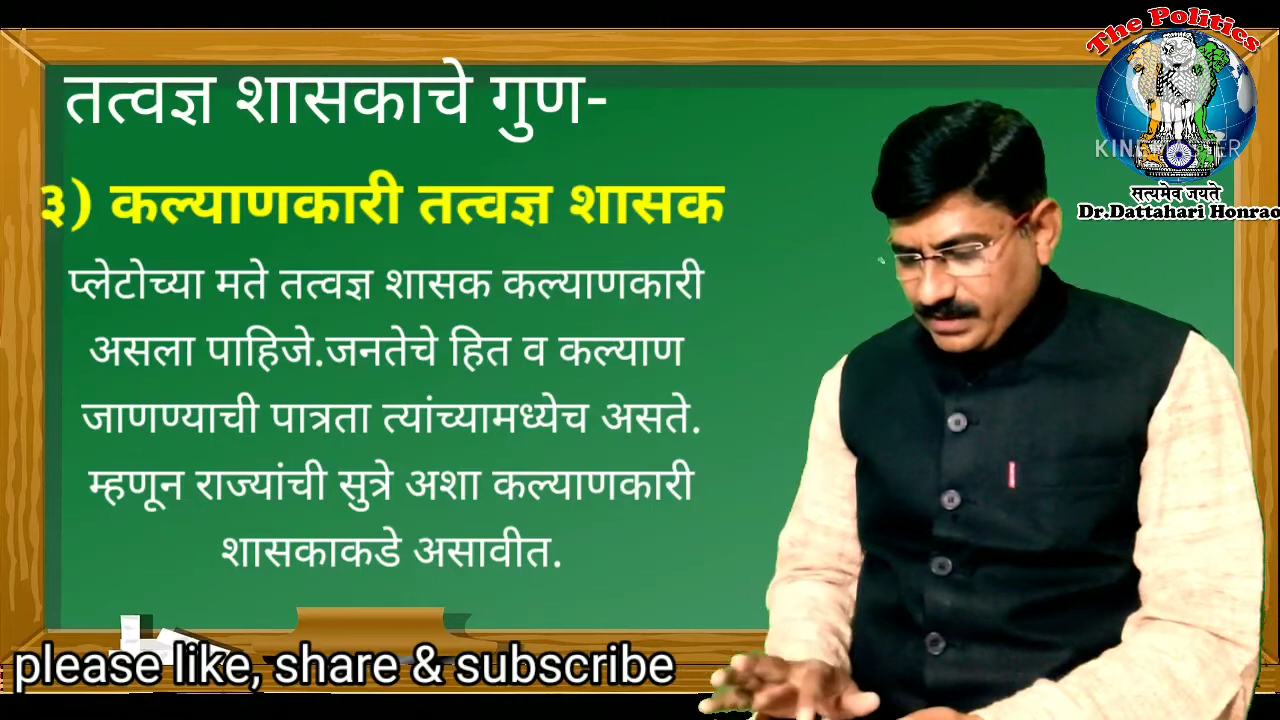 तत्वज्ञ शासकाचे गुण-
३) कल्याणकारी तत्वज्ञ शासक
प्लेटोच्या मते तत्वज्ञ शासक कल्याणकारी
असला पाहिजे.जनतेचे हित व कल्याण
जाणण्याची पात्रता त्यांच्यामध्येच असते.
म्हणून राज्यांची सुत्रे अशा कल्याणकारी
शासकाकडे असावीत.
please like, share & subscribe
The Politics
KINEMASTER
सत्यमेव जयते
Dr.Dattahari Honrao